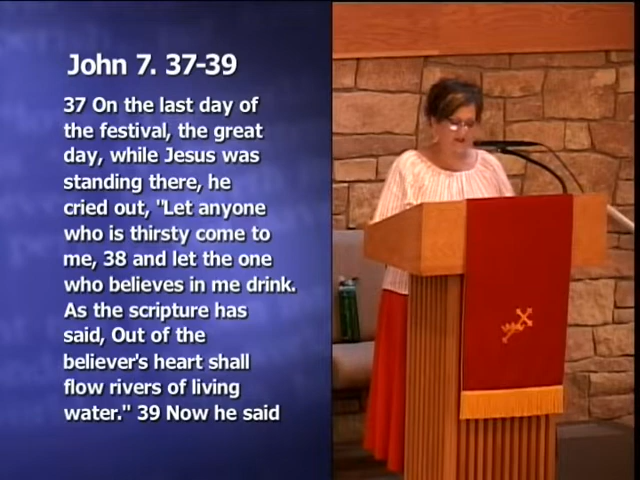 John 7. 37-39
37 On the last day of
the festival, the great
day, while Jesus was
standing there, he
cried out, "Let anyone
who is thirsty come to
me, 38 and let the one
who believes in me drink.
As the scripture has
said, Out of the
believer's heart shall
flow rivers of living
water." 39 Now he said